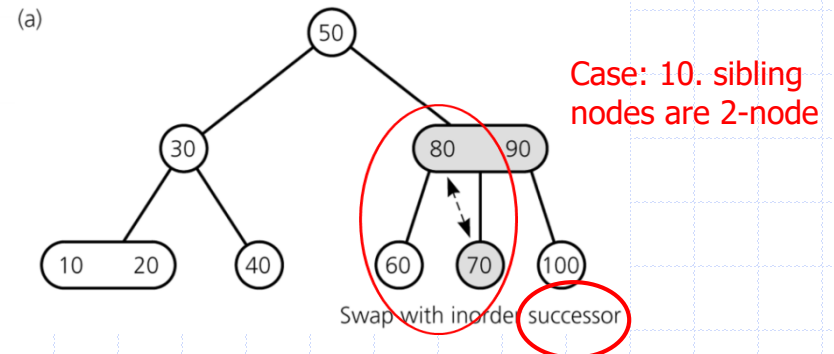 (a)
50
Case: 10. sibling
nodes are 2-node
30
80 90
10 20
40
60
70
100
Swap with inorder successor